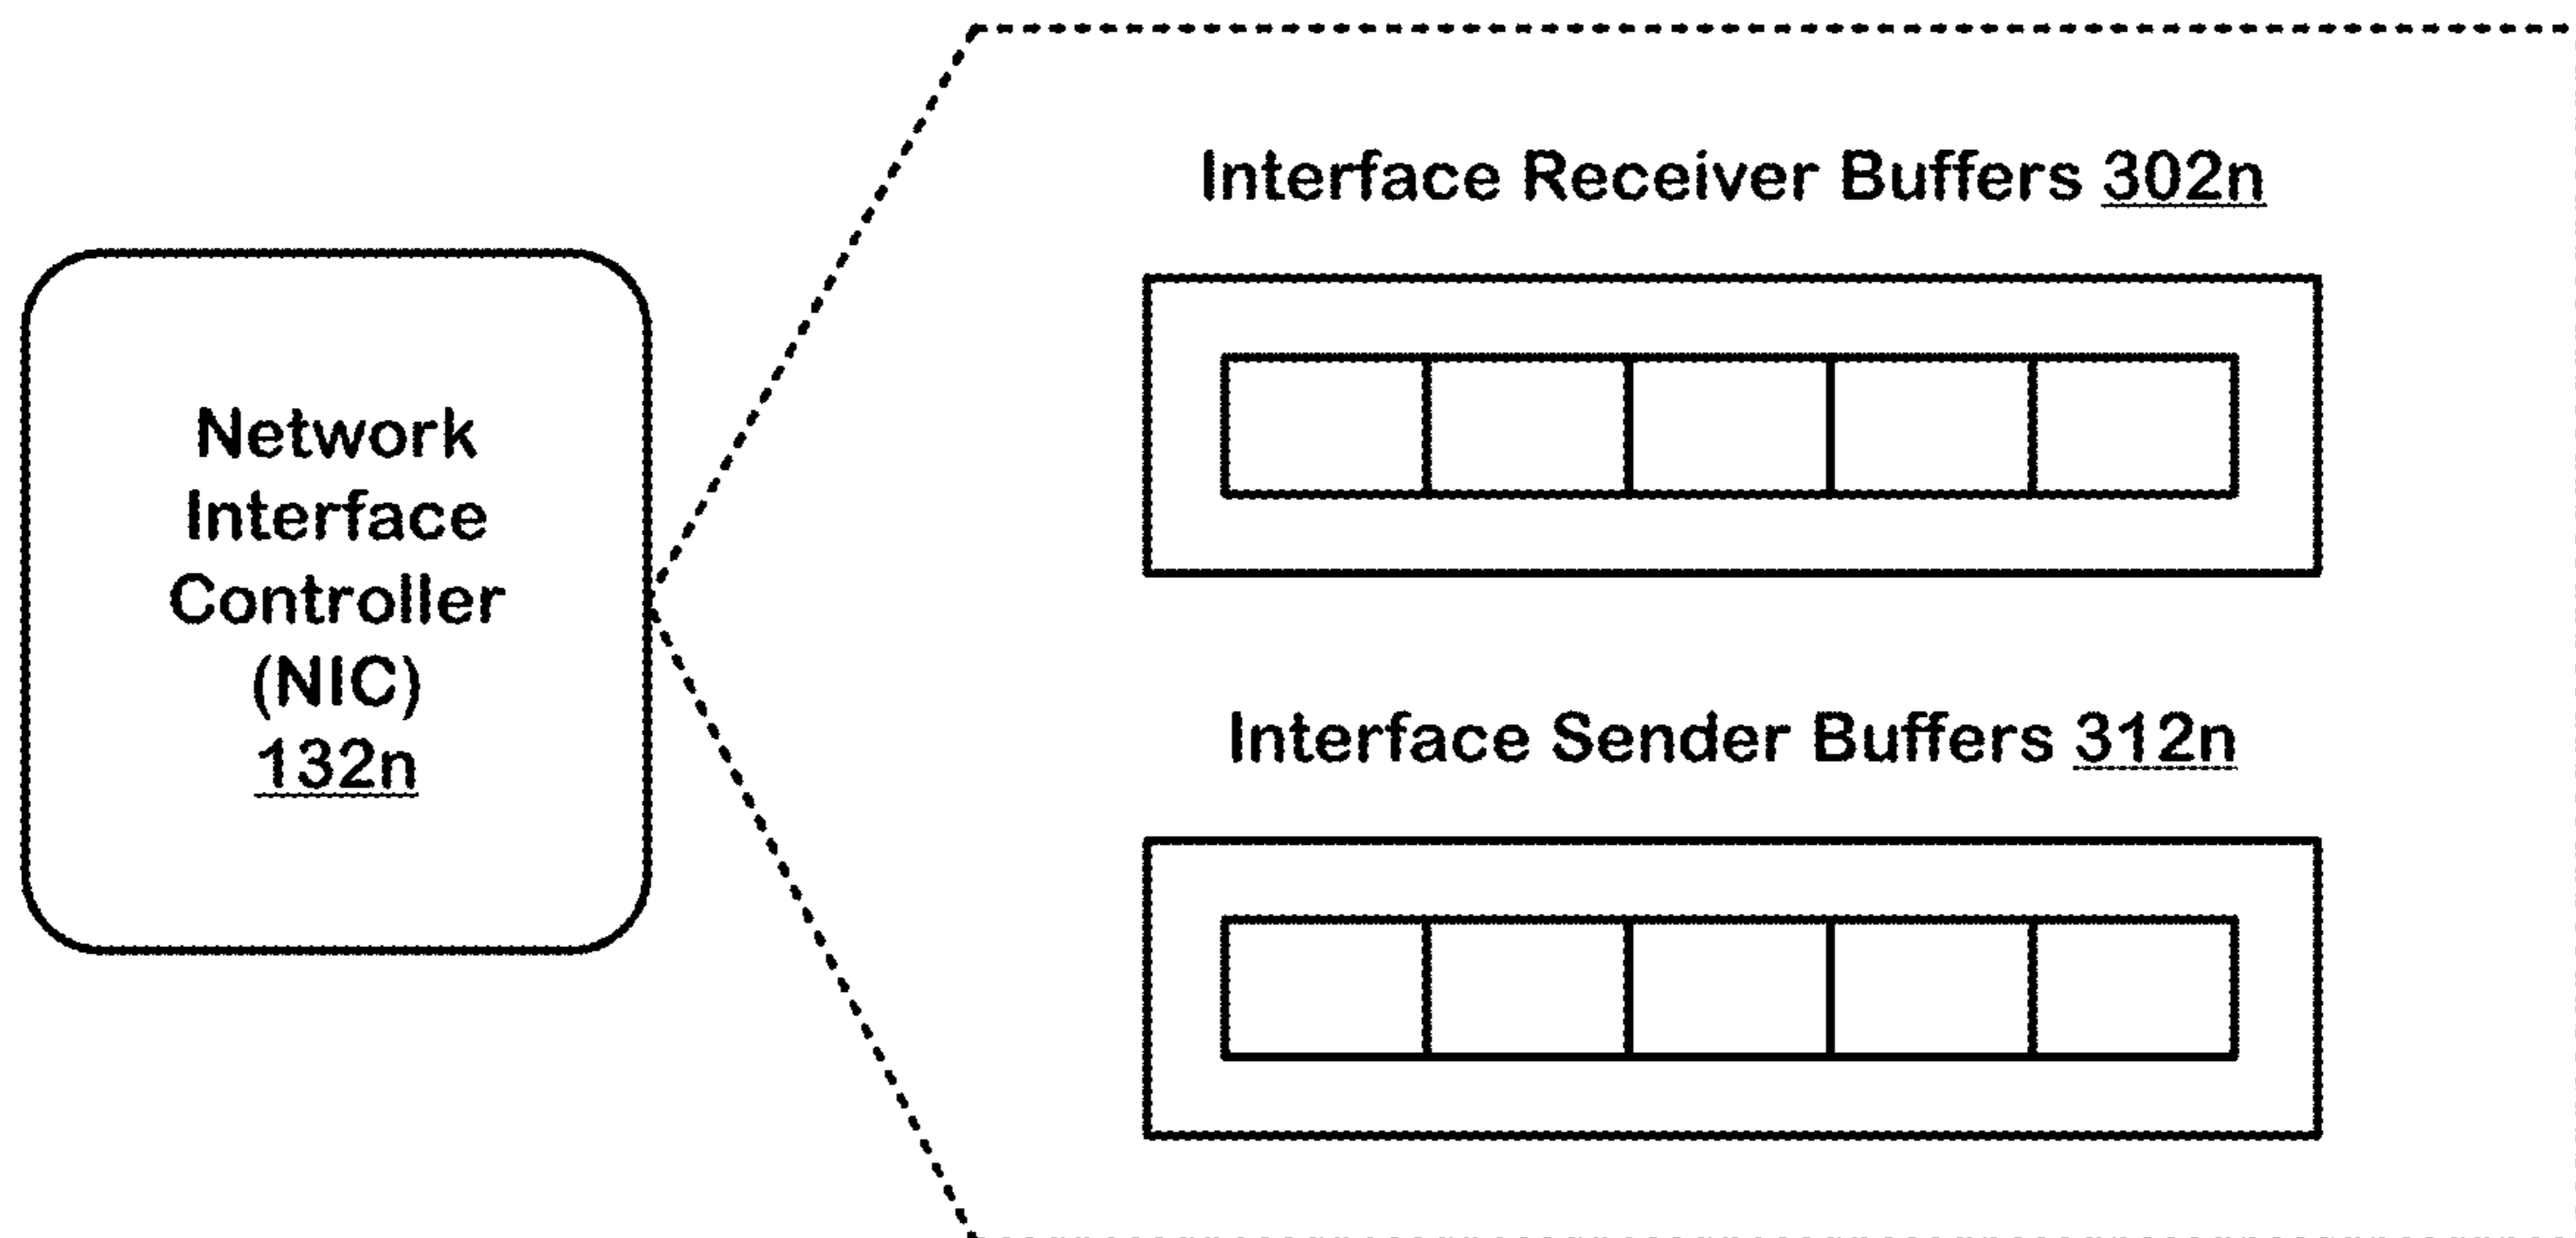 Network
Interface
Controller
(NIC)
132n
Interface Receiver Buffers 302n
Interface Sender Buffers 312n